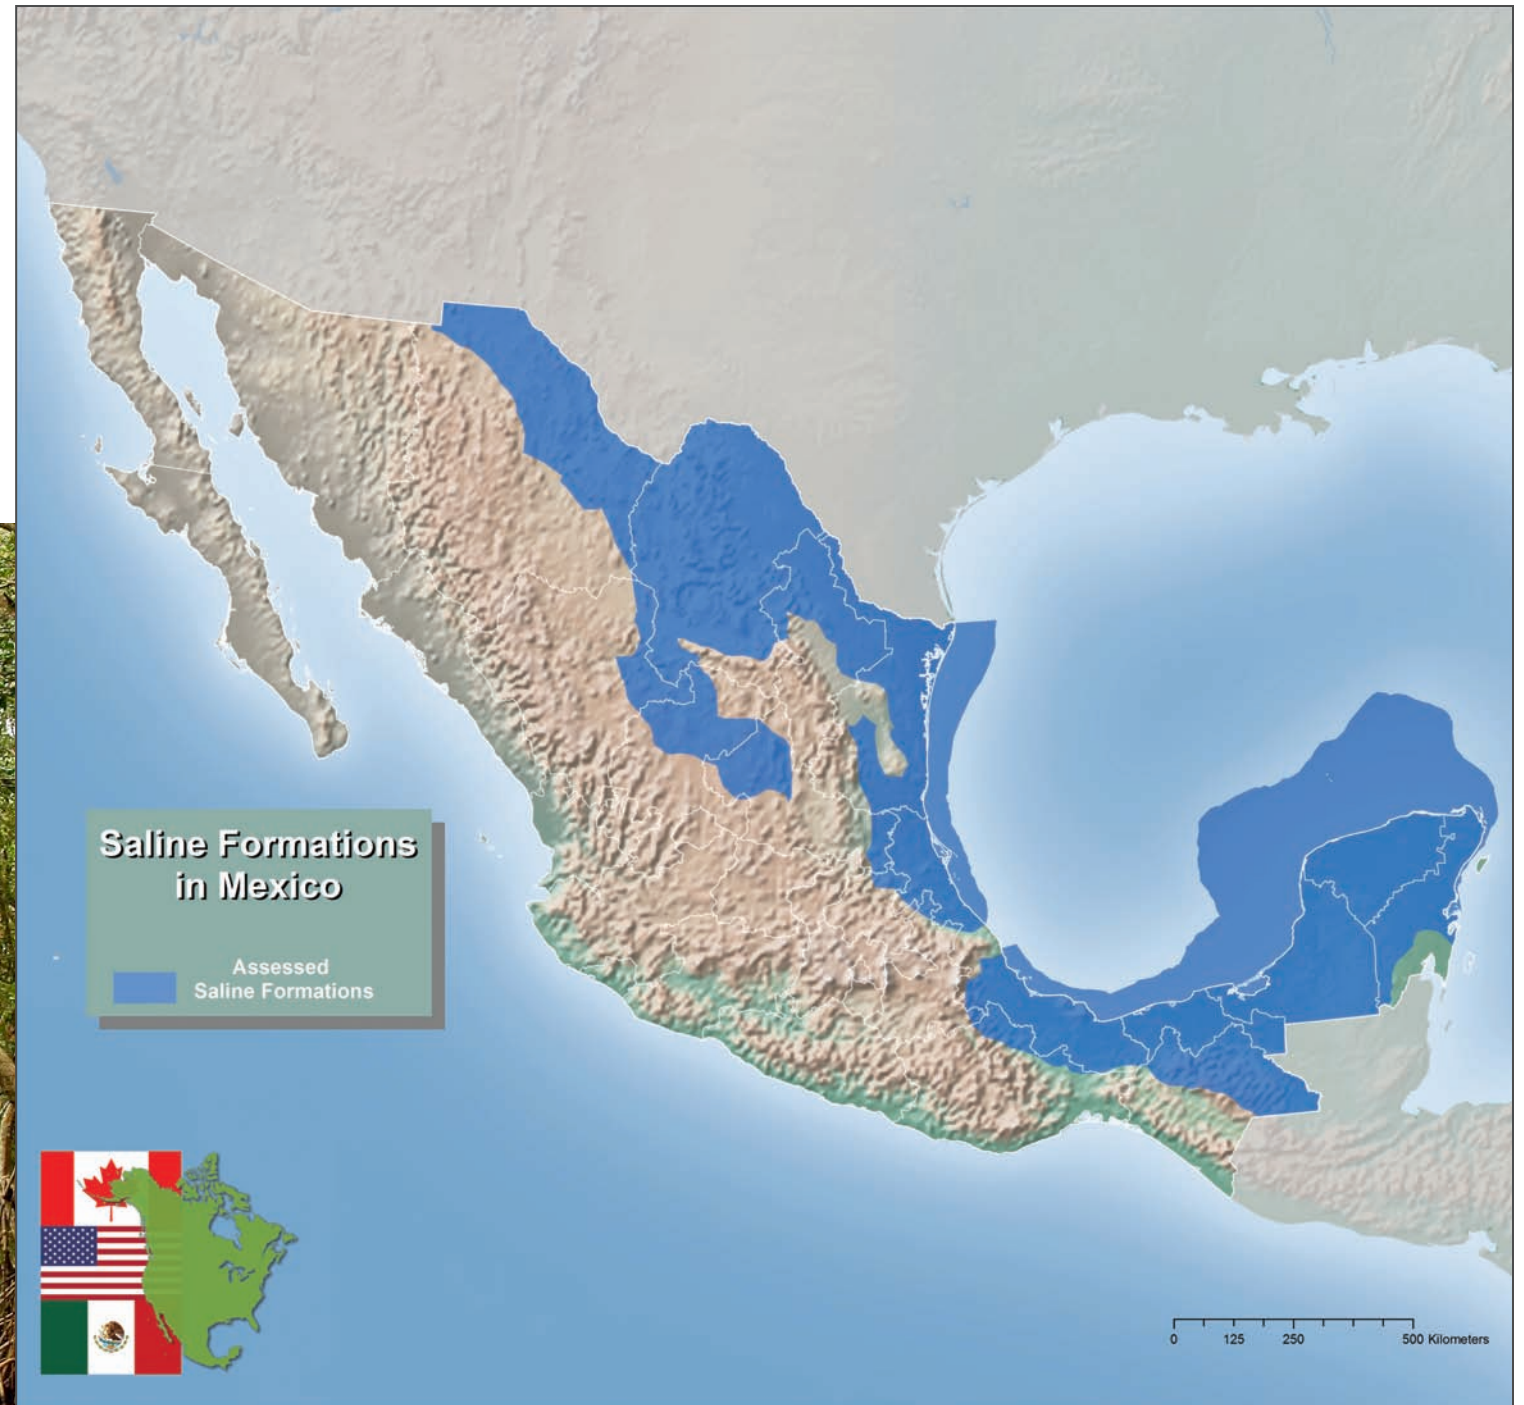 Saline Formations
in Mexico
Assessed
Saline Formations
0 125 250 500 Kilometers